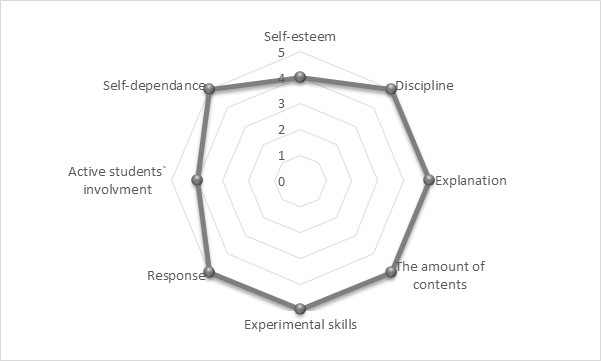 Self-esteem
5
Self-dependance
4
Discipline
3
2
Active students`
involvment
1
0
Explanation
Response
The amount of
contents
Experimental skills